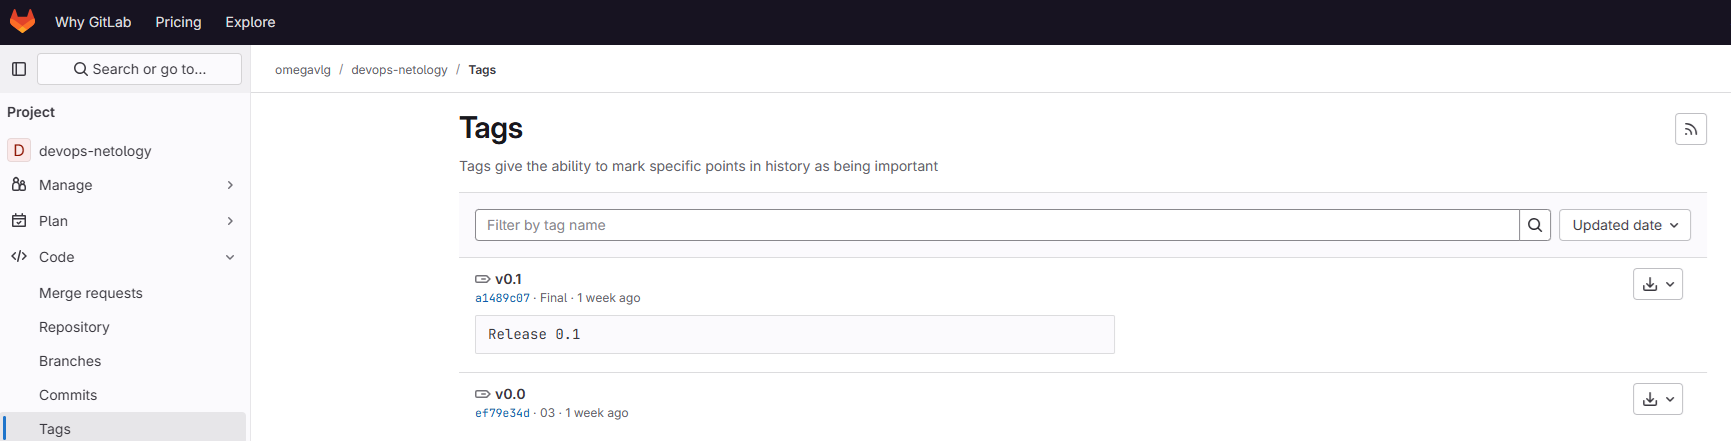 Why GitLab Pricing Explore
Search or go to...
omegavlg / devops-netology / Tags
Project
D devops-netology
Manage
Plan
Code
Merge requests
Repository
Branches
Commits
Tags
Tags
Tags give the ability to mark specific points in history as being important
Filter by tag name
Updated date
v0.1
a1489c07 · Final · 1 week ago
Release 0.1
v0.0
ef79e34d · 03 · 1 week ago